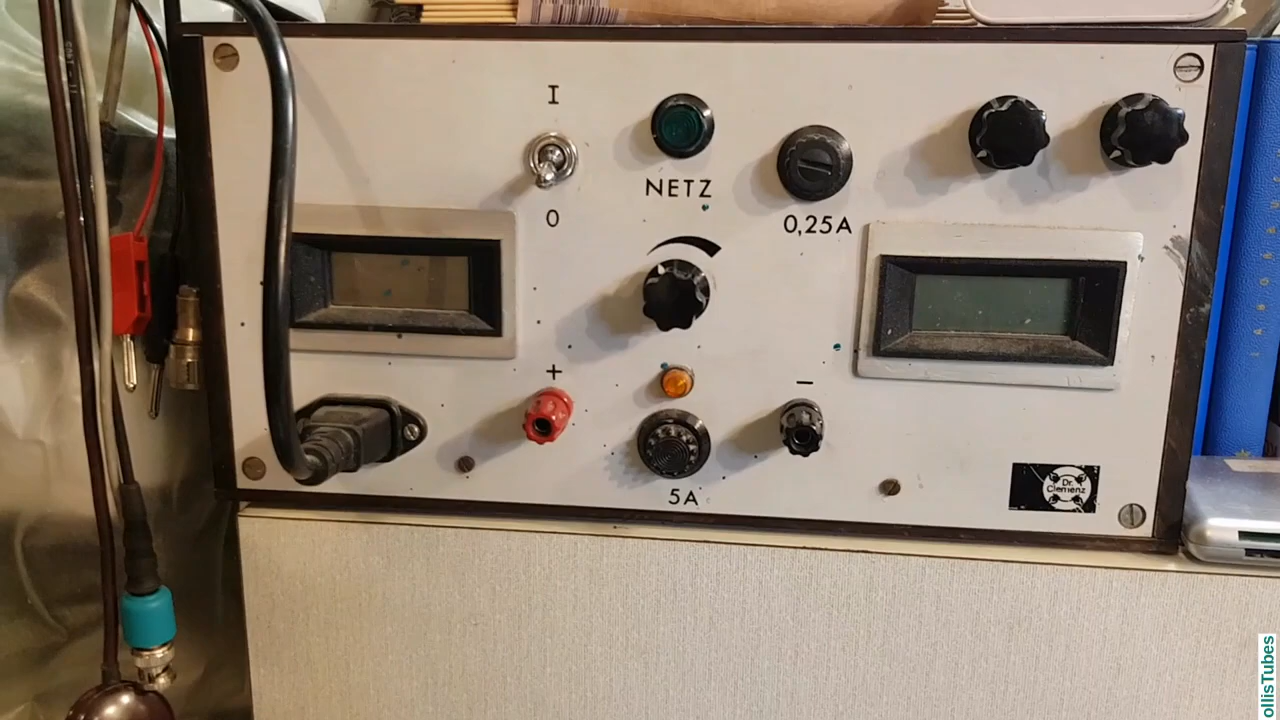 I
0
NETZ
0,25A
+
−
5A
Dr.
Clemenz
ollisTubes